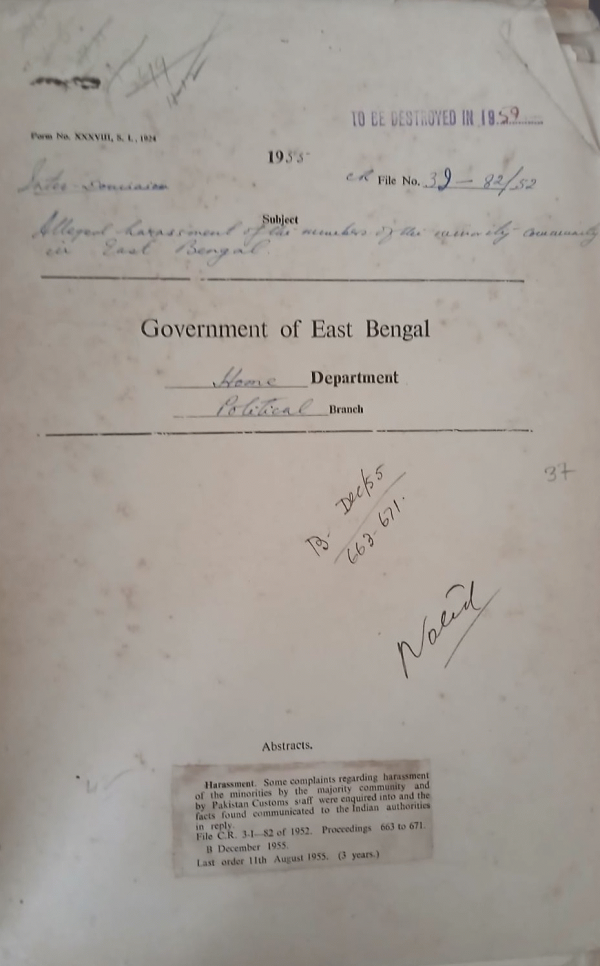 TO BE DESTROYED IN 1959
Form No. XXXVIII, S. I., 1924
1955
CR File No. 3I — 82/52
Inter-Dominion
Subject
Alleged harassment of the members of the minority community
in East Bengal.
Government of East Bengal
Home Department
Political Branch
37
B- Dec/55
663-671.
Noted
Abstracts.
Harassment. Some complaints regarding harassment
of the minorities by the majority community and
by Pakistan Customs staff were enquired into and the
facts found communicated to the Indian authorities
in reply.
File C.R. 3-I—82 of 1952. Proceedings 663 to 671.
B December 1955.
Last order 11th August 1955. (3 years.)